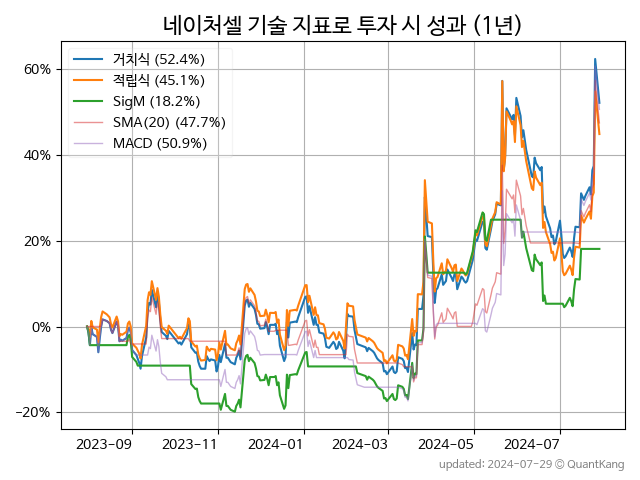 네이처셀 기술 지표로 투자 시 성과 (1년)
거치식 (52.4%)
적립식 (45.1%)
SigM (18.2%)
SMA(20) (47.7%)
MACD (50.9%)
60%
40%
20%
0%
−20%
2023−09
2023−11
2024−01
2024−03
2024−05
2024−07
updated: 2024-07-29 © QuantKang